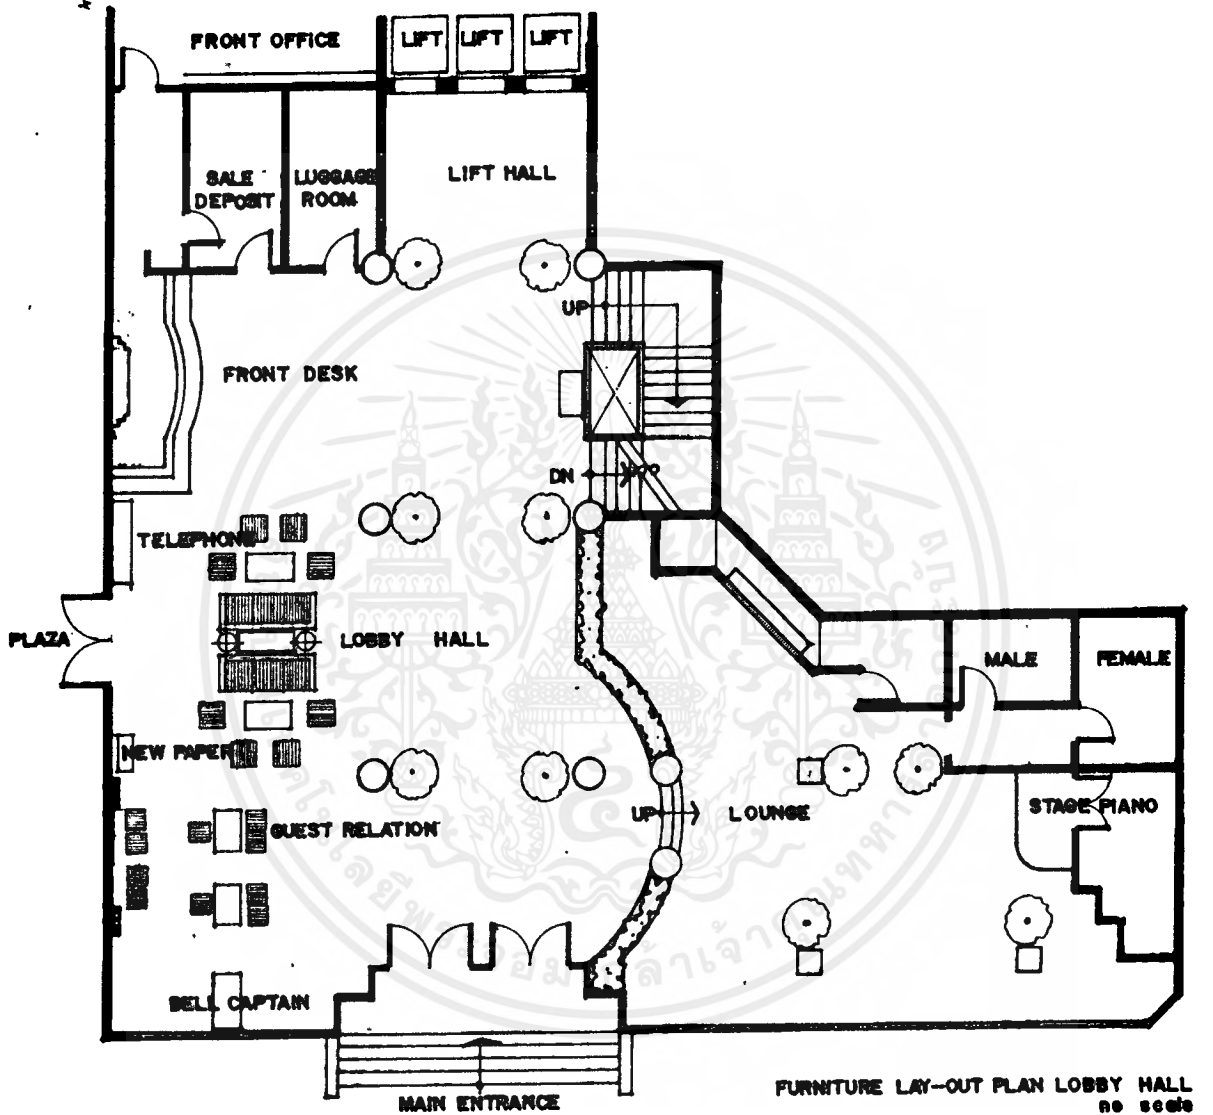 FRONT OFFICE
LIFT
LIFT
LIFT
SALE
DEPOSIT
LUGGAGE
ROOM
LIFT HALL
UP
FRONT DESK
DN
TELEPHONE
PLAZA
LOBBY HALL
MALE
FEMALE
NEW PAPER
UP
LOUNGE
STAGE PIANO
GUEST RELATION
BELL CAPTAIN
MAIN ENTRANCE
FURNITURE LAY-OUT PLAN LOBBY HALL
no scale